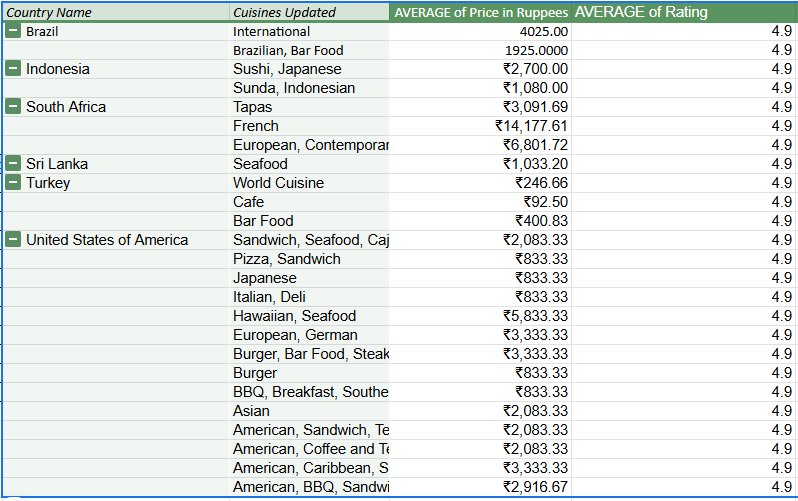 Country Name Cuisines Updated AVERAGE of Price in Ruppees AVERAGE of Rating
Brazil International 4025.00 4.9
Brazilian, Bar Food 1925.0000 4.9
Indonesia Sushi, Japanese ₹2,700.00 4.9
Sunda, Indonesian ₹1,080.00 4.9
South Africa Tapas ₹3,091.69 4.9
French ₹14,177.61 4.9
European, Contemporar ₹6,801.72 4.9
Sri Lanka Seafood ₹1,033.20 4.9
Turkey World Cuisine ₹246.66 4.9
Cafe ₹92.50 4.9
Bar Food ₹400.83 4.9
United States of America Sandwich, Seafood, Caj ₹2,083.33 4.9
Pizza, Sandwich ₹833.33 4.9
Japanese ₹833.33 4.9
Italian, Deli ₹833.33 4.9
Hawaiian, Seafood ₹5,833.33 4.9
European, German ₹3,333.33 4.9
Burger, Bar Food, Steak ₹3,333.33 4.9
Burger ₹833.33 4.9
BBQ, Breakfast, Southe ₹833.33 4.9
Asian ₹2,083.33 4.9
American, Sandwich, Te ₹2,083.33 4.9
American, Coffee and Te ₹2,083.33 4.9
American, Caribbean, S ₹3,333.33 4.9
American, BBQ, Sandwi ₹2,916.67 4.9